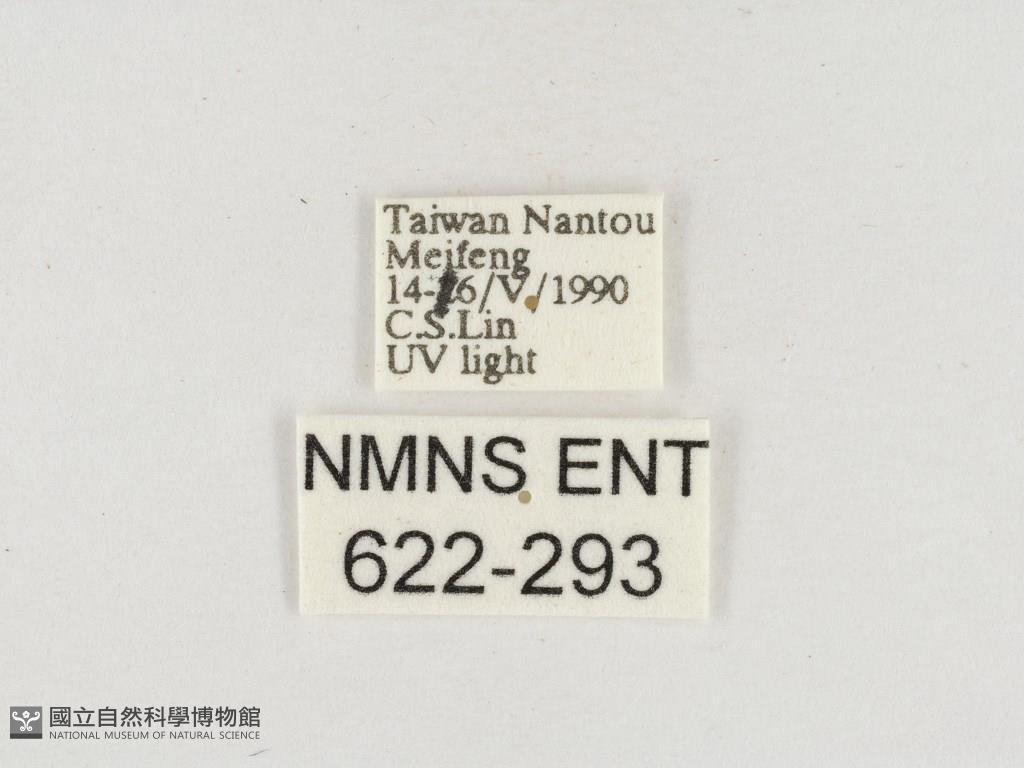 Taiwan Nantou
Meifeng
14-16/V./1990
C.S.Lin
UV light
NMNS ENT
622-293
國立自然科學博物館
NATIONAL MUSEUM OF NATURAL SCIENCE